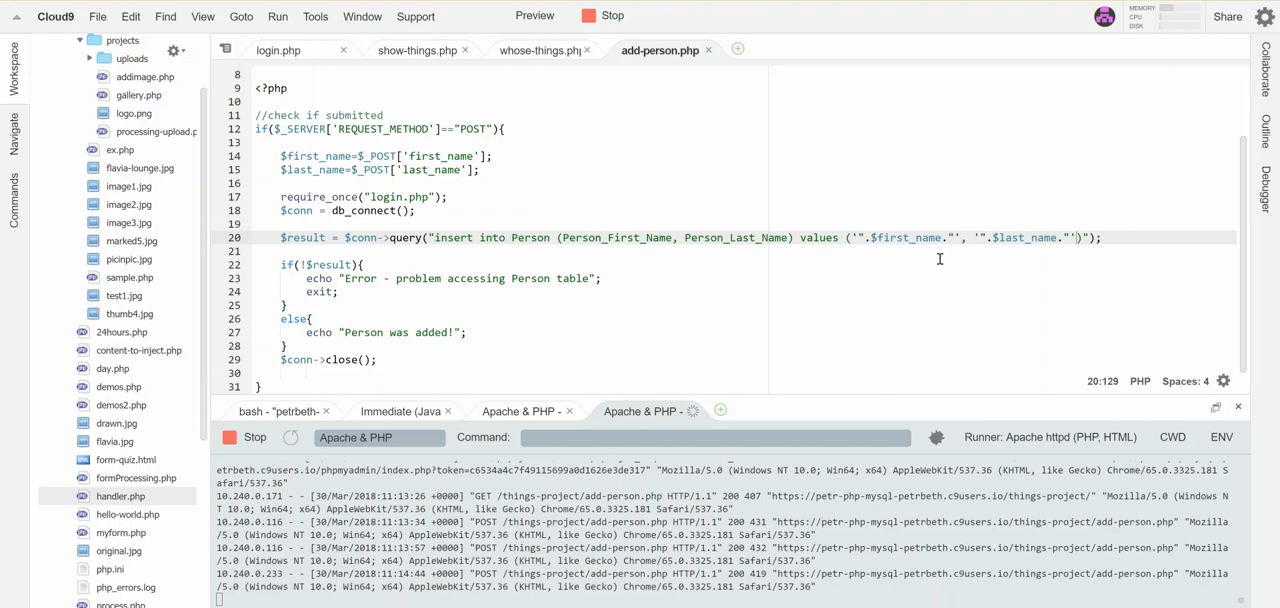 Cloud9 File Edit Find View Goto Run Tools Window Support Preview Stop MEMORY CPU DISK Share
Workspace
Navigate
Commands
projects
uploads
addimage.php
gallery.php
logo.png
processing-upload.p
ex.php
flavia-lounge.jpg
image1.jpg
image2.jpg
image3.jpg
marked5.jpg
picinpic.jpg
sample.php
test1.jpg
thumb4.jpg
24hours.php
content-to-inject.php
day.php
demos.php
demos2.php
drawn.jpg
flavia.jpg
form-quiz.html
formProcessing.php
handler.php
hello-world.php
myform.php
original.jpg
php.ini
php_errors.log
process.php
login.php show-things.php whose-things.php add-person.php
8
9 <?php
10
11 //check if submitted
12 if($_SERVER['REQUEST_METHOD']=="POST"){
13
14 $first_name=$_POST['first_name'];
15 $last_name=$_POST['last_name'];
16
17 require_once("login.php");
18 $conn = db_connect();
19
20 $result = $conn->query("insert into Person (Person_First_Name, Person_Last_Name) values ('".$first_name."', '".$last_name."')");
21
22 if(!$result){
23 echo "Error - problem accessing Person table";
24 exit;
25 }
26 else{
27 echo "Person was added!";
28 }
29 $conn->close();
30
31 }
20:129 PHP Spaces: 4
Collaborate
Outline
Debugger
bash - "petrbeth- Immediate (Java Apache & PHP - Apache & PHP -
Stop Apache & PHP Command: Runner: Apache httpd (PHP, HTML) CWD ENV
petrbeth.c9users.io/phpmyadmin/index.php?token=c6534a4c7f49115699a0d1626e3de317" "Mozilla/5.0 (Windows NT 10.0; Win64; x64) AppleWebKit/537.36 (KHTML, like Gecko) Chrome/65.0.3325.181 S
afari/537.36"
10.240.0.171 - - [30/Mar/2018:11:13:26 +0000] "GET /things-project/add-person.php HTTP/1.1" 200 407 "https://petr-php-mysql-petrbeth.c9users.io/things-project/" "Mozilla/5.0 (Windows N
T 10.0; Win64; x64) AppleWebKit/537.36 (KHTML, like Gecko) Chrome/65.0.3325.181 Safari/537.36"
10.240.0.116 - - [30/Mar/2018:11:13:34 +0000] "POST /things-project/add-person.php HTTP/1.1" 200 431 "https://petr-php-mysql-petrbeth.c9users.io/things-project/add-person.php" "Mozilla
/5.0 (Windows NT 10.0; Win64; x64) AppleWebKit/537.36 (KHTML, like Gecko) Chrome/65.0.3325.181 Safari/537.36"
10.240.0.116 - - [30/Mar/2018:11:13:57 +0000] "POST /things-project/add-person.php HTTP/1.1" 200 432 "https://petr-php-mysql-petrbeth.c9users.io/things-project/add-person.php" "Mozilla
/5.0 (Windows NT 10.0; Win64; x64) AppleWebKit/537.36 (KHTML, like Gecko) Chrome/65.0.3325.181 Safari/537.36"
10.240.0.233 - - [30/Mar/2018:11:14:44 +0000] "POST /things-project/add-person.php HTTP/1.1" 200 419 "https://petr-php-mysql-petrbeth.c9users.io/things-project/add-person.php" "Mozilla
/5.0 (Windows NT 10.0; Win64; x64) AppleWebKit/537.36 (KHTML, like Gecko) Chrome/65.0.3325.181 Safari/537.36"